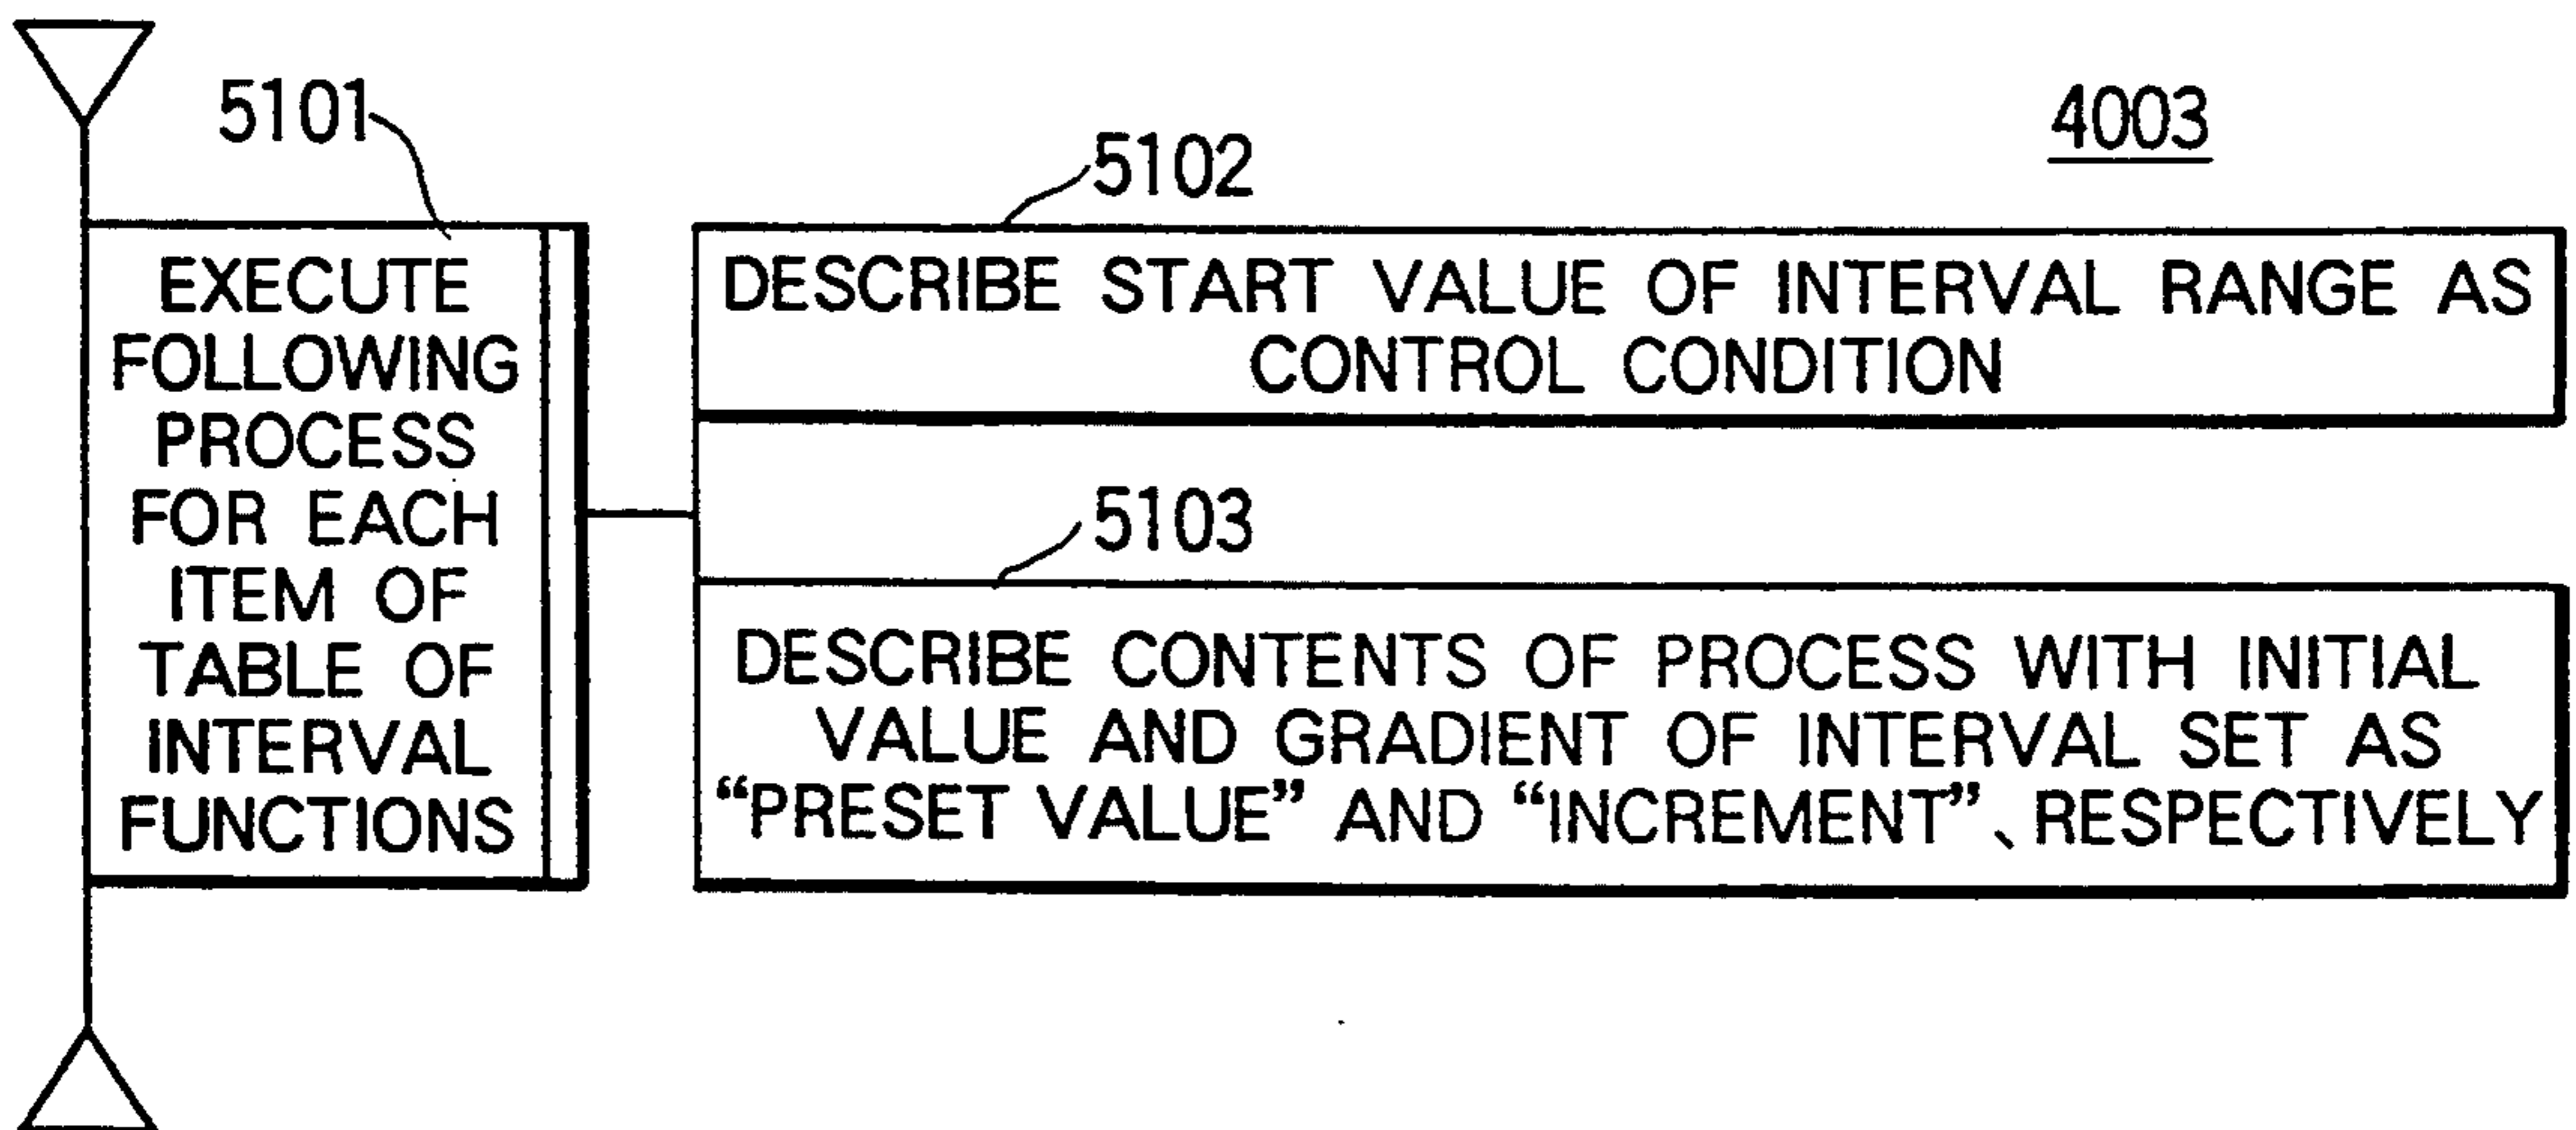 5101
4003
5102
EXECUTE
FOLLOWING
PROCESS
FOR EACH
ITEM OF
TABLE OF
INTERVAL
FUNCTIONS
DESCRIBE START VALUE OF INTERVAL RANGE AS
CONTROL CONDITION
5103
DESCRIBE CONTENTS OF PROCESS WITH INITIAL
VALUE AND GRADIENT OF INTERVAL SET AS
“PRESET VALUE” AND “INCREMENT”、RESPECTIVELY